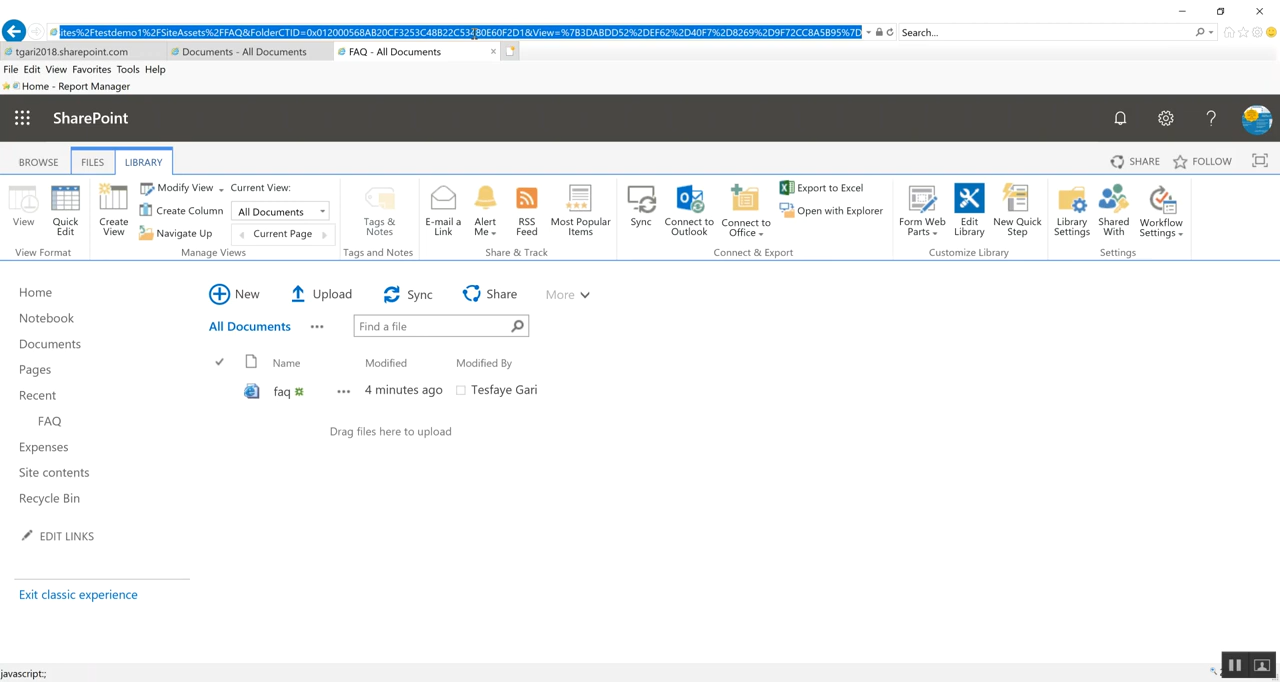 ites%2Ftestdemo1%2FSiteAssets%2FFAQ&FolderCTID=0x012000568AB20CF3253C48B22C53480E60F2D1&View=%7B3DABDD52%2DEF62%2D40F7%2D8269%2D9F72CC8A5B95%7D
Search...
tgari2018.sharepoint.com
Documents - All Documents
FAQ - All Documents
File Edit View Favorites Tools Help
Home - Report Manager
SharePoint
BROWSE FILES LIBRARY
SHARE FOLLOW
View
Quick Edit
View Format
Create View
Modify View
Create Column
Navigate Up
Current View:
All Documents
Current Page
Manage Views
Tags & Notes
Tags and Notes
E-mail a Link
Alert Me
RSS Feed
Most Popular Items
Share & Track
Sync
Connect to Outlook
Connect to Office
Export to Excel
Open with Explorer
Connect & Export
Form Web Parts
Edit Library
New Quick Step
Customize Library
Library Settings
Shared With
Workflow Settings
Settings
Home
Notebook
Documents
Pages
Recent
FAQ
Expenses
Site contents
Recycle Bin
EDIT LINKS
Exit classic experience
New Upload Sync Share More
All Documents
Find a file
Name Modified Modified By
faq 4 minutes ago Tesfaye Gari
Drag files here to upload
javascript:;